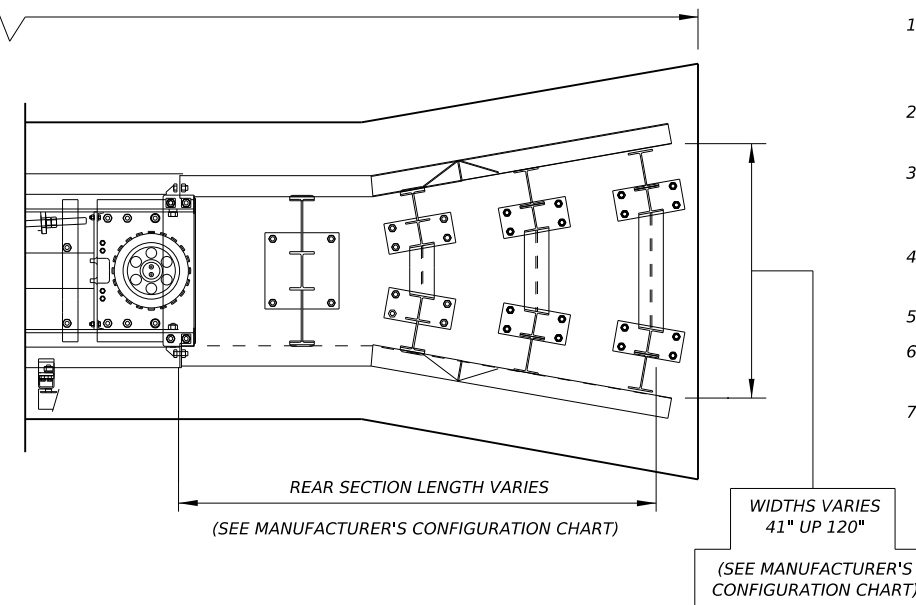 1
2
3
4
5
6
7
REAR SECTION LENGTH VARIES
(SEE MANUFACTURER'S CONFIGURATION CHART)
WIDTHS VARIES
41" UP 120"
(SEE MANUFACTURER'S
CONFIGURATION CHART)